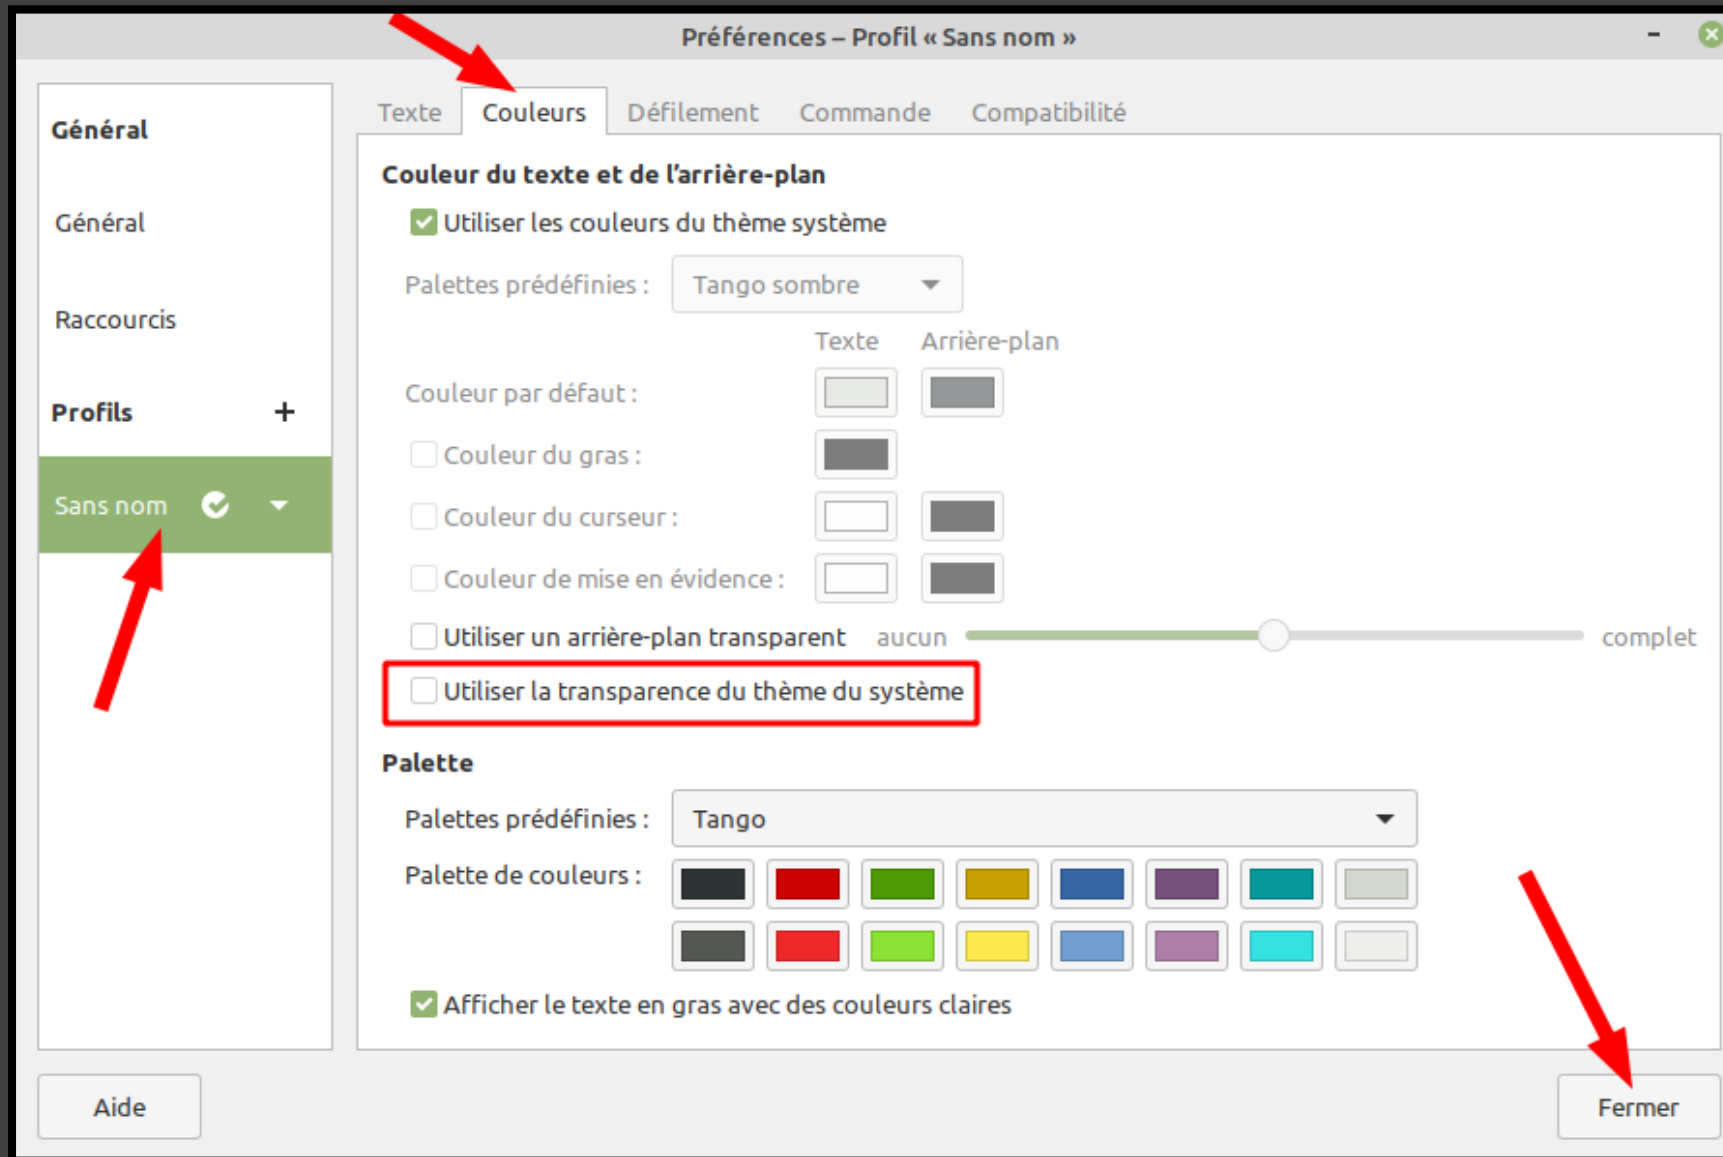 Préférences – Profil « Sans nom »
Général
Général
Raccourcis
Profils +
Sans nom
Texte Couleurs Défilement Commande Compatibilité
Couleur du texte et de l’arrière-plan
Utiliser les couleurs du thème système
Palettes prédéfinies : Tango sombre
Texte Arrière-plan
Couleur par défaut :
Couleur du gras :
Couleur du curseur :
Couleur de mise en évidence :
Utiliser un arrière-plan transparent aucun complet
Utiliser la transparence du thème du système
Palette
Palettes prédéfinies : Tango
Palette de couleurs :
Afficher le texte en gras avec des couleurs claires
Aide Fermer